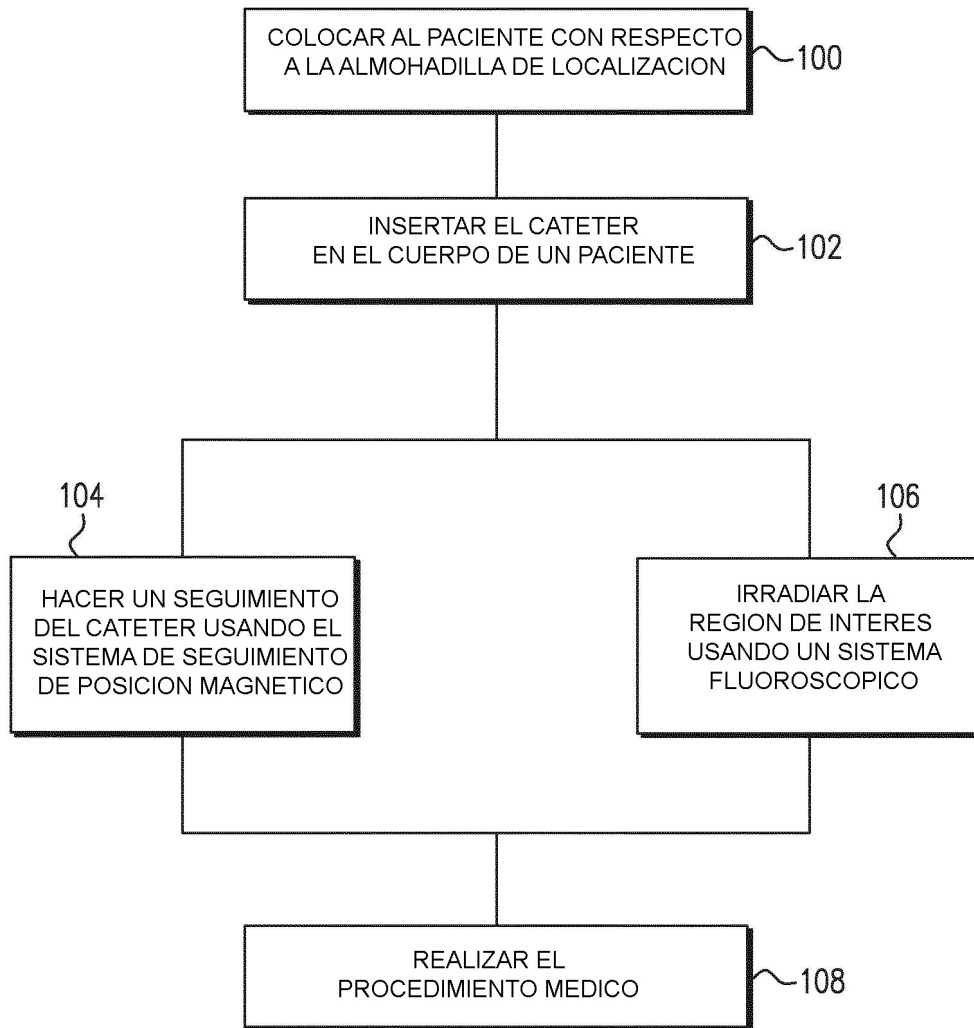 COLOCAR AL PACIENTE CON RESPECTO
A LA ALMOHADILLA DE LOCALIZACION
100
INSERTAR EL CATETER
EN EL CUERPO DE UN PACIENTE
102
104
HACER UN SEGUIMIENTO
DEL CATETER USANDO EL
SISTEMA DE SEGUIMIENTO
DE POSICION MAGNETICO
106
IRRADIAR LA
REGION DE INTERES
USANDO UN SISTEMA
FLUOROSCOPICO
REALIZAR EL
PROCEDIMIENTO MEDICO
108